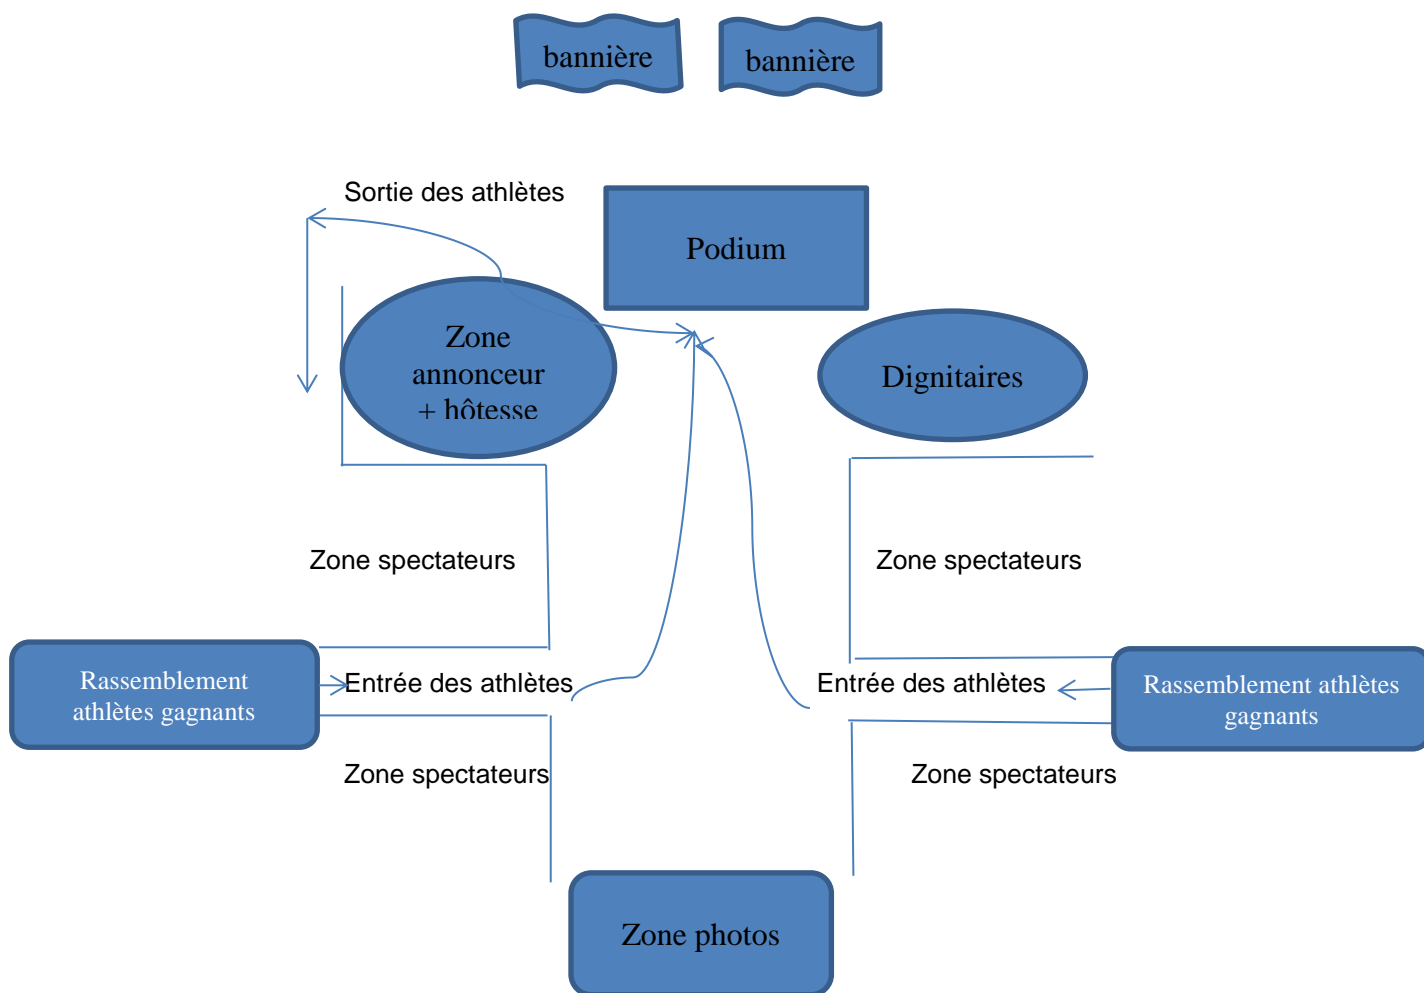 bannière
bannière
Sortie des athlètes
Podium
Zone
annonceur
+ hôtesse
Dignitaires
Zone spectateurs
Zone spectateurs
Rassemblement
athlètes gagnants
Entrée des athlètes
Entrée des athlètes
Rassemblement athlètes
gagnants
Zone spectateurs
Zone spectateurs
Zone photos